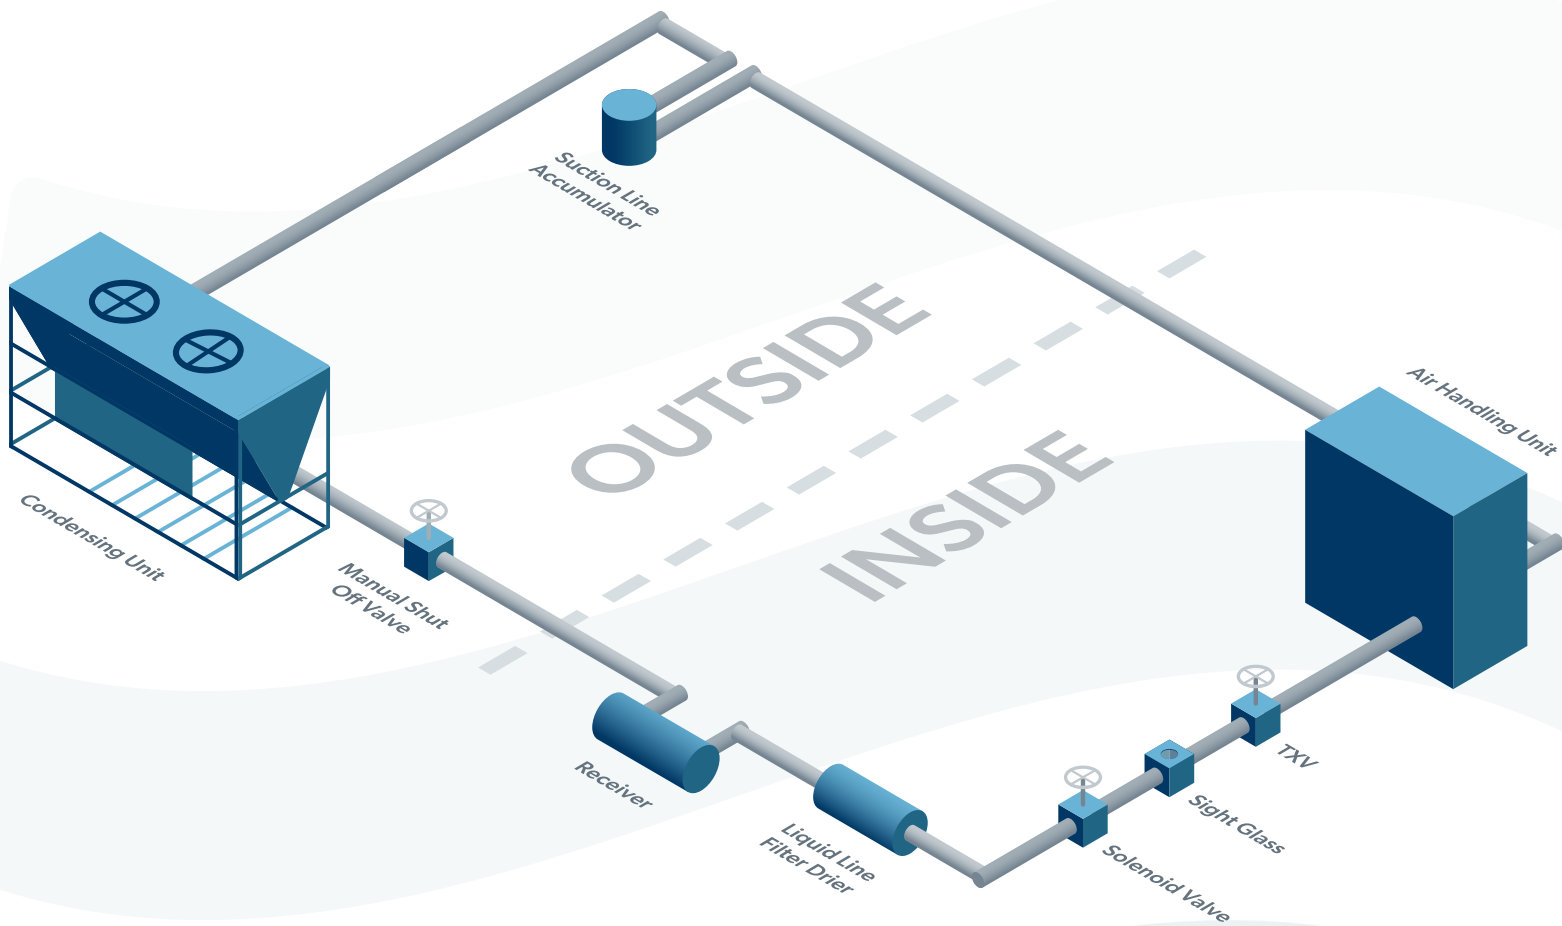 Suction Line
Accumulator
OUTSIDE
INSIDE
Air Handling Unit
Condensing Unit
Manual Shut
Off Valve
Receiver
Liquid Line
Filter Drier
TXV
Sight Glass
Solenoid Valve